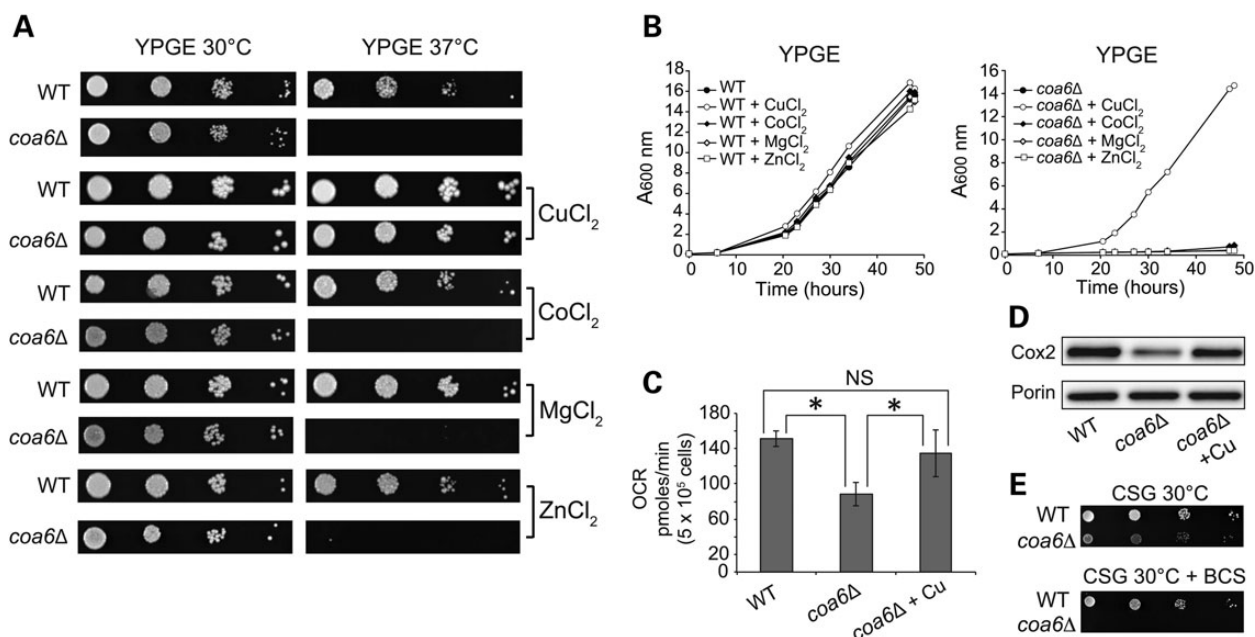 A
YPGE 30°C YPGE 37°C
WT
coa6Δ
WT
coa6Δ
CuCl2
WT
coa6Δ
CoCl2
WT
coa6Δ
MgCl2
WT
coa6Δ
ZnCl2
B
YPGE
A600 nm
18
16
14
12
10
8
6
4
2
0
WT
WT + CuCl2
WT + CoCl2
WT + MgCl2
WT + ZnCl2
0 10 20 30 40 50
Time (hours)
YPGE
A600 nm
16
14
12
10
8
6
4
2
0
coa6Δ
coa6Δ + CuCl2
coa6Δ + CoCl2
coa6Δ + MgCl2
coa6Δ + ZnCl2
0 10 20 30 40 50
Time (hours)
C
NS
* *
OCR
pmoles/min
(5 x 10⁵ cells)
180
140
100
60
20
0
WT coa6Δ coa6Δ + Cu
D
Cox2
Porin
WT coa6Δ coa6Δ
+Cu
E
CSG 30°C
WT
coa6Δ
CSG 30°C + BCS
WT
coa6Δ